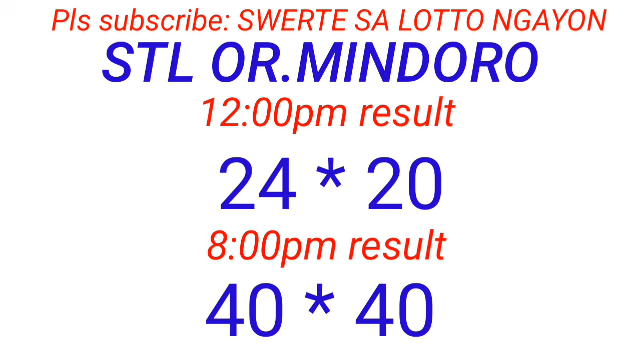 Pls subscribe: SWERTE SA LOTTO NGAYON
STL OR.MINDORO
12:00pm result
24 * 20
8:00pm result
40 * 40